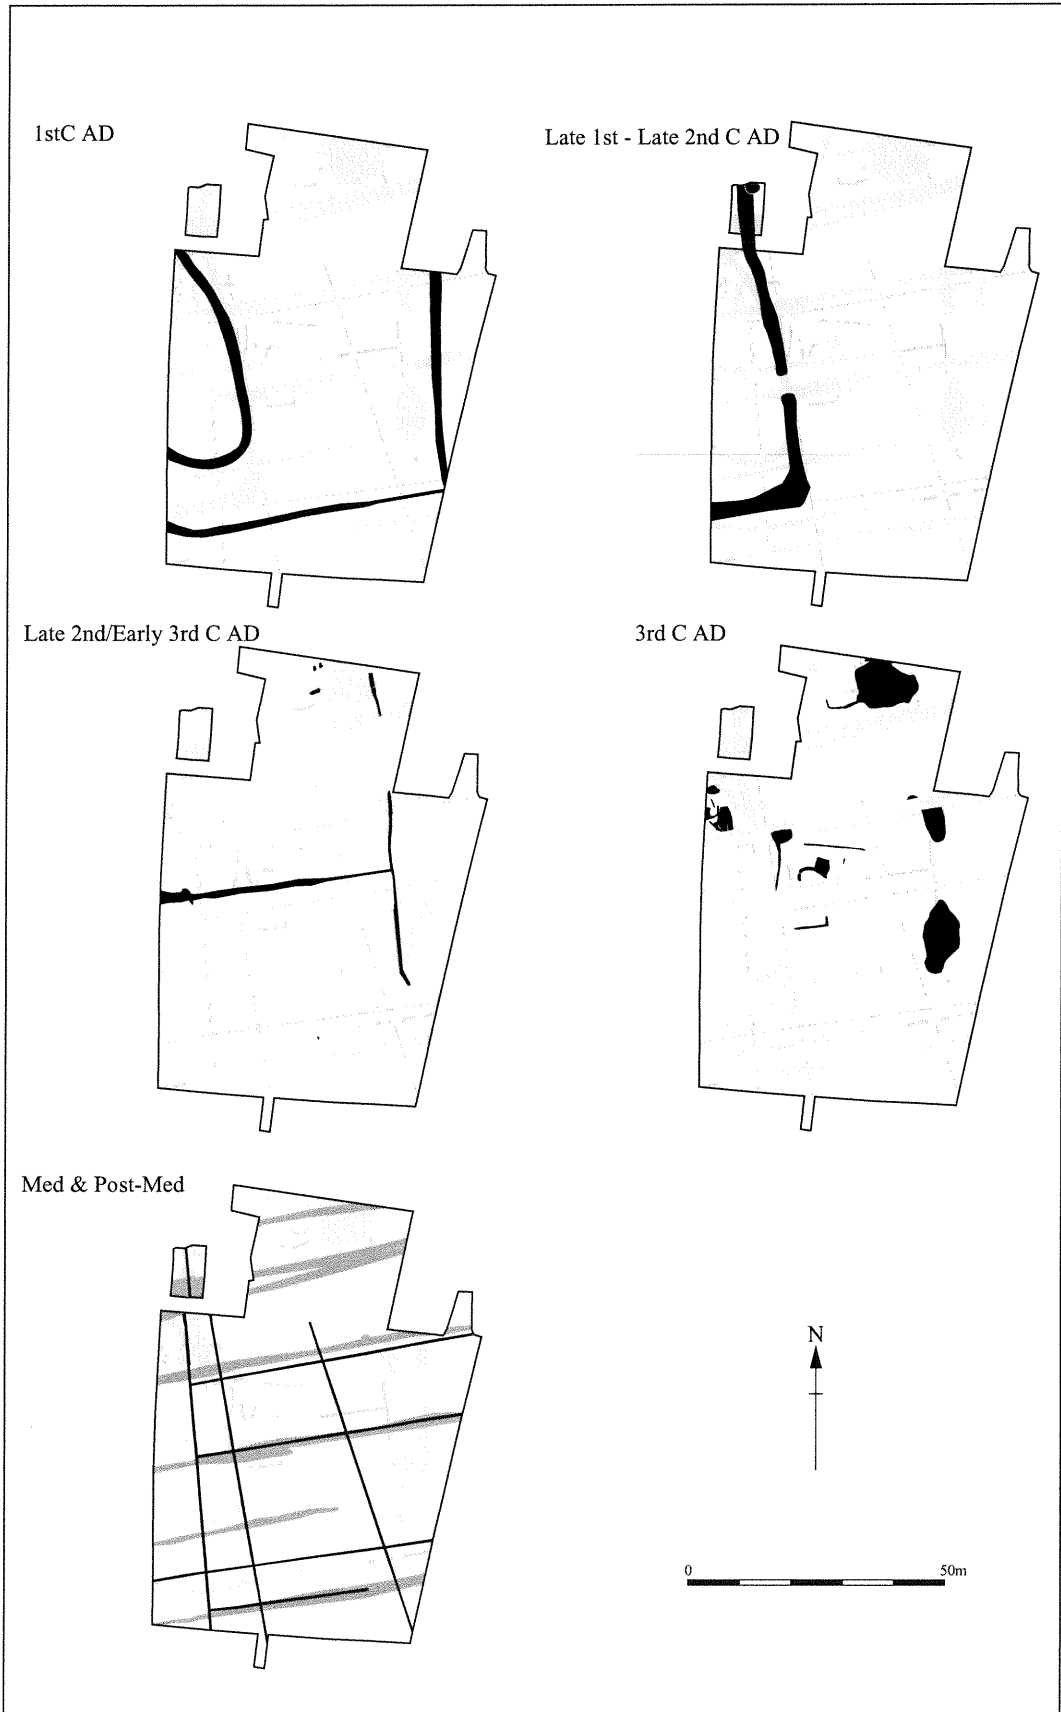 1stC AD
Late 1st - Late 2nd C AD
Late 2nd/Early 3rd C AD
3rd C AD
Med & Post-Med
N
0 50m